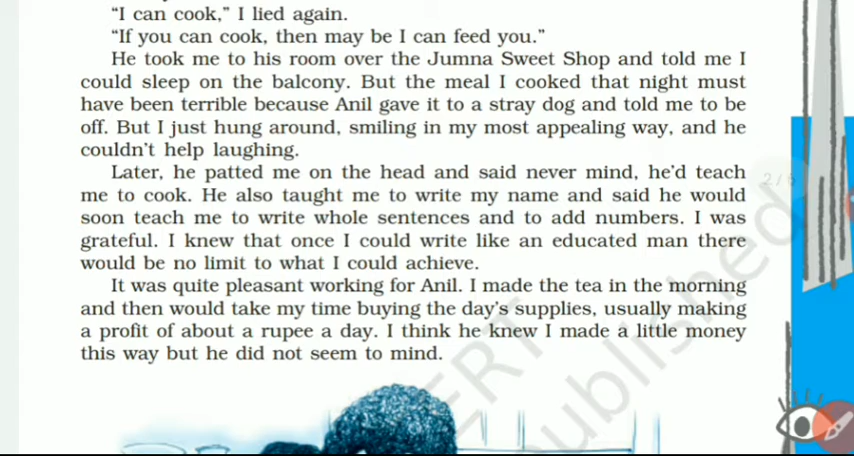 “I can cook,” I lied again.
“If you can cook, then may be I can feed you.”
He took me to his room over the Jumna Sweet Shop and told me I
could sleep on the balcony. But the meal I cooked that night must
have been terrible because Anil gave it to a stray dog and told me to be
off. But I just hung around, smiling in my most appealing way, and he
couldn’t help laughing.
Later, he patted me on the head and said never mind, he’d teach
me to cook. He also taught me to write my name and said he would
soon teach me to write whole sentences and to add numbers. I was
grateful. I knew that once I could write like an educated man there
would be no limit to what I could achieve.
It was quite pleasant working for Anil. I made the tea in the morning
and then would take my time buying the day’s supplies, usually making
a profit of about a rupee a day. I think he knew I made a little money
this way but he did not seem to mind.